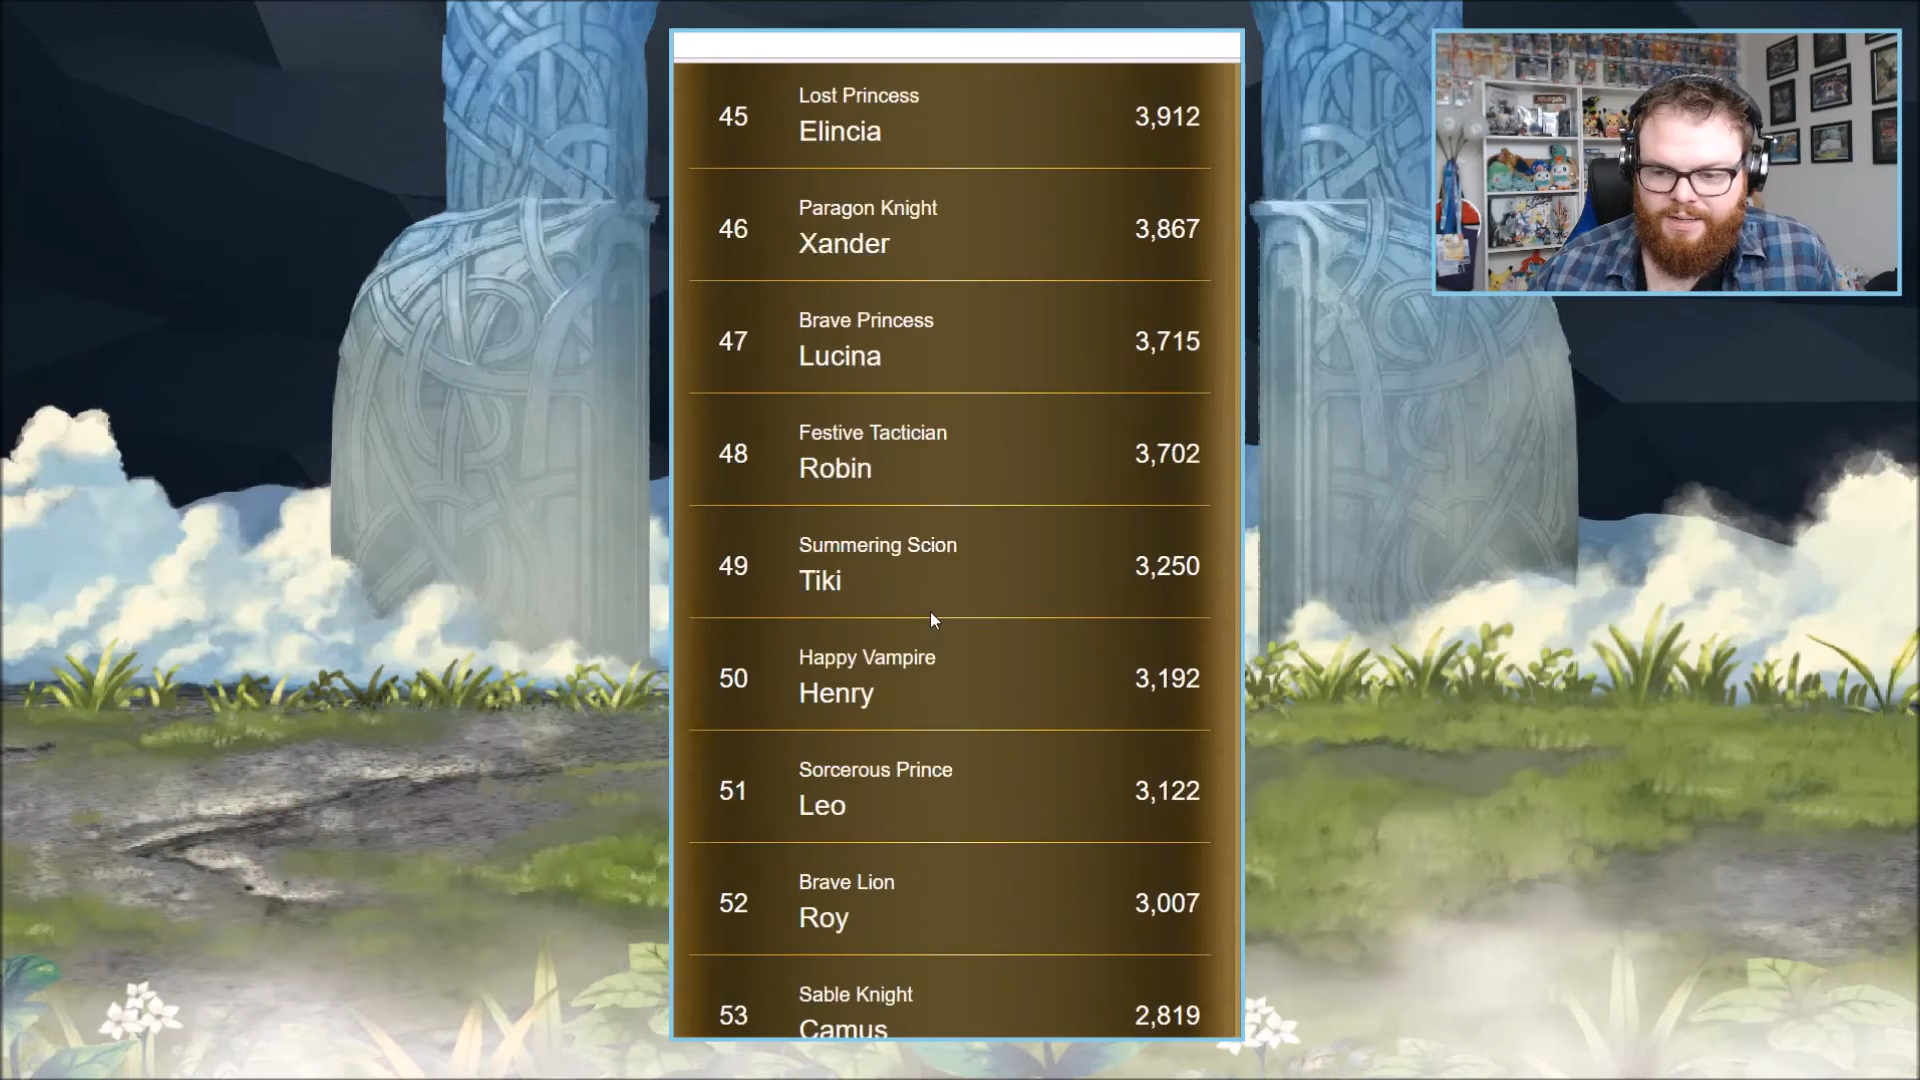 45
Lost Princess
Elincia
3,912
46
Paragon Knight
Xander
3,867
47
Brave Princess
Lucina
3,715
48
Festive Tactician
Robin
3,702
49
Summering Scion
Tiki
3,250
50
Happy Vampire
Henry
3,192
51
Sorcerous Prince
Leo
3,122
52
Brave Lion
Roy
3,007
53
Sable Knight
Camus
2,819